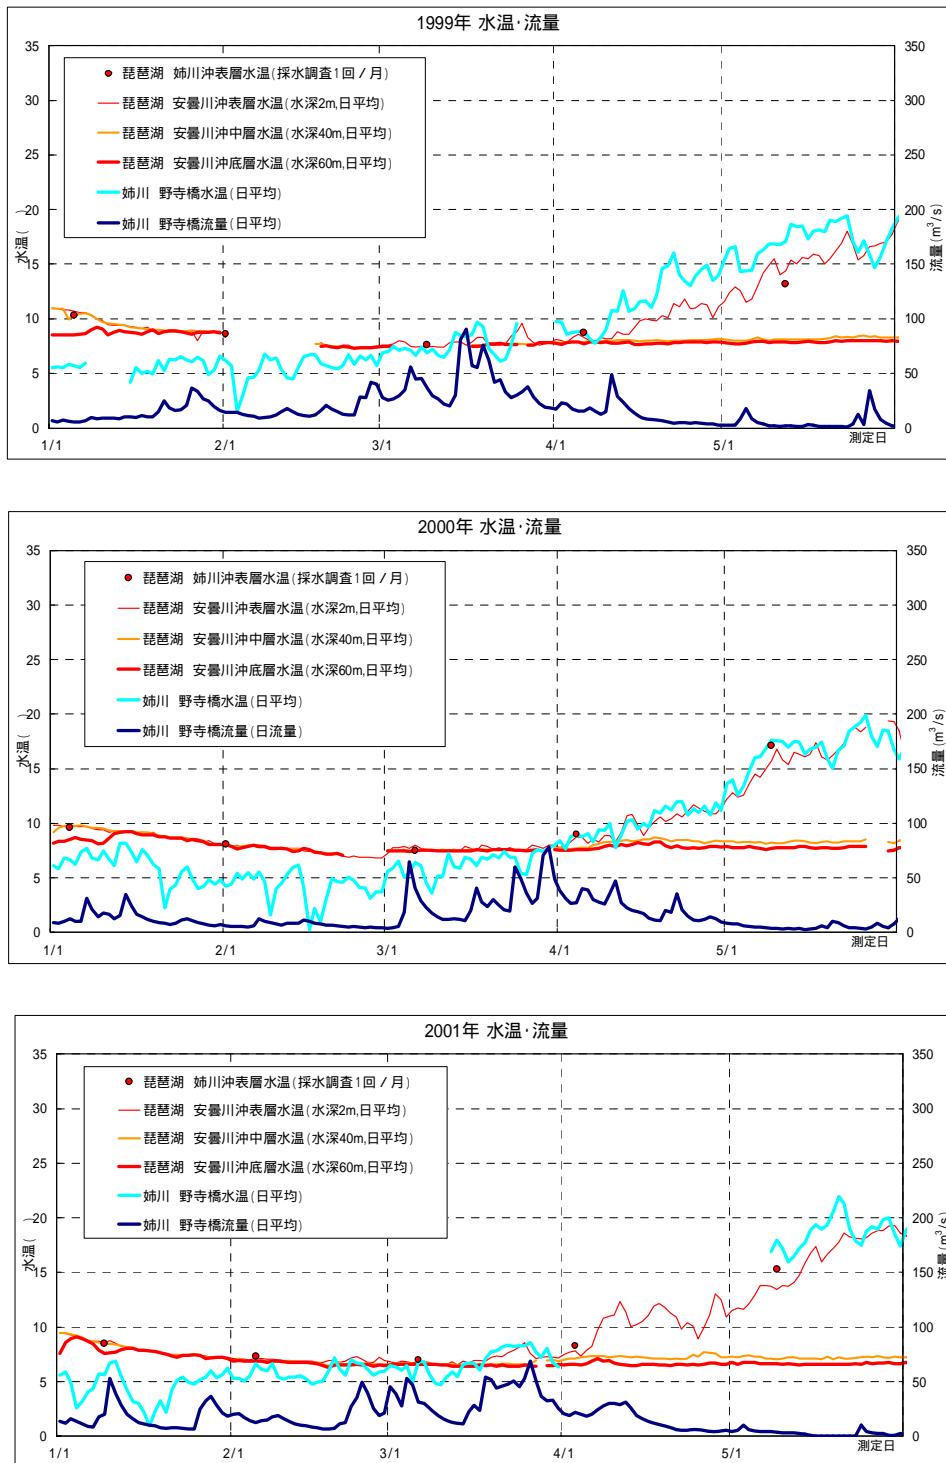 1999年 水温･流量
35
30
25
20
15
10
5
0
350
300
250
200
150
100
50
0
水温( )
流量(m³/s)
琵琶湖 姉川沖表層水温(採水調査1回/月)
琵琶湖 安曇川沖表層水温(水深2m,日平均)
琵琶湖 安曇川沖中層水温(水深40m,日平均)
琵琶湖 安曇川沖底層水温(水深60m,日平均)
姉川 野寺橋水温(日平均)
姉川 野寺橋流量(日平均)
1/1 2/1 3/1 4/1 5/1
測定日
2000年 水温･流量
35
30
25
20
15
10
5
0
350
300
250
200
150
100
50
0
水温( )
流量(m³/s)
琵琶湖 姉川沖表層水温(採水調査1回/月)
琵琶湖 安曇川沖表層水温(水深2m,日平均)
琵琶湖 安曇川沖中層水温(水深40m,日平均)
琵琶湖 安曇川沖底層水温(水深60m,日平均)
姉川 野寺橋水温(日平均)
姉川 野寺橋流量(日流量)
1/1 2/1 3/1 4/1 5/1
測定日
2001年 水温･流量
35
30
25
20
15
10
5
0
350
300
250
200
150
100
50
0
水温( )
流量(m³/s)
琵琶湖 姉川沖表層水温(採水調査1回/月)
琵琶湖 安曇川沖表層水温(水深2m,日平均)
琵琶湖 安曇川沖中層水温(水深40m,日平均)
琵琶湖 安曇川沖底層水温(水深60m,日平均)
姉川 野寺橋水温(日平均)
姉川 野寺橋流量(日平均)
1/1 2/1 3/1 4/1 5/1
測定日